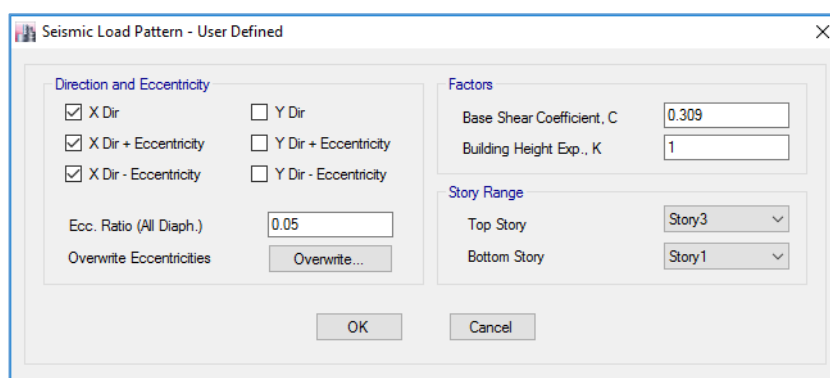 Seismic Load Pattern - User Defined
Direction and Eccentricity
X Dir
Y Dir
X Dir + Eccentricity
Y Dir + Eccentricity
X Dir - Eccentricity
Y Dir - Eccentricity
Ecc. Ratio (All Diaph.)
0.05
Overwrite Eccentricities
Overwrite...
Factors
Base Shear Coefficient, C
0.309
Building Height Exp., K
1
Story Range
Top Story
Story3
Bottom Story
Story1
OK
Cancel